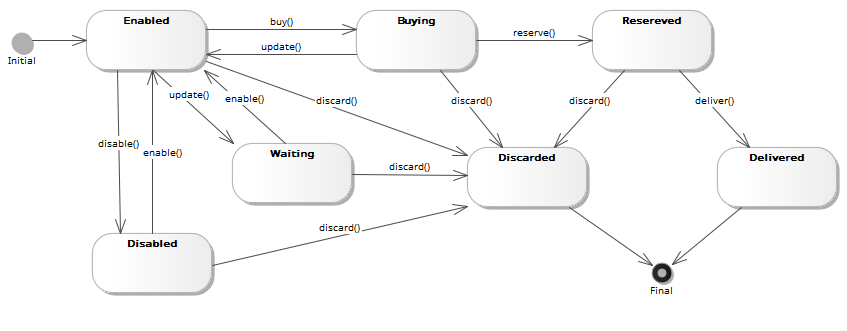 Enabled
Buying
Resereved
Initial
buy()
update()
reserve()
update()
enable()
discard()
discard()
discard()
deliver()
disable()
enable()
Waiting
discard()
Discarded
Delivered
Disabled
discard()
Final